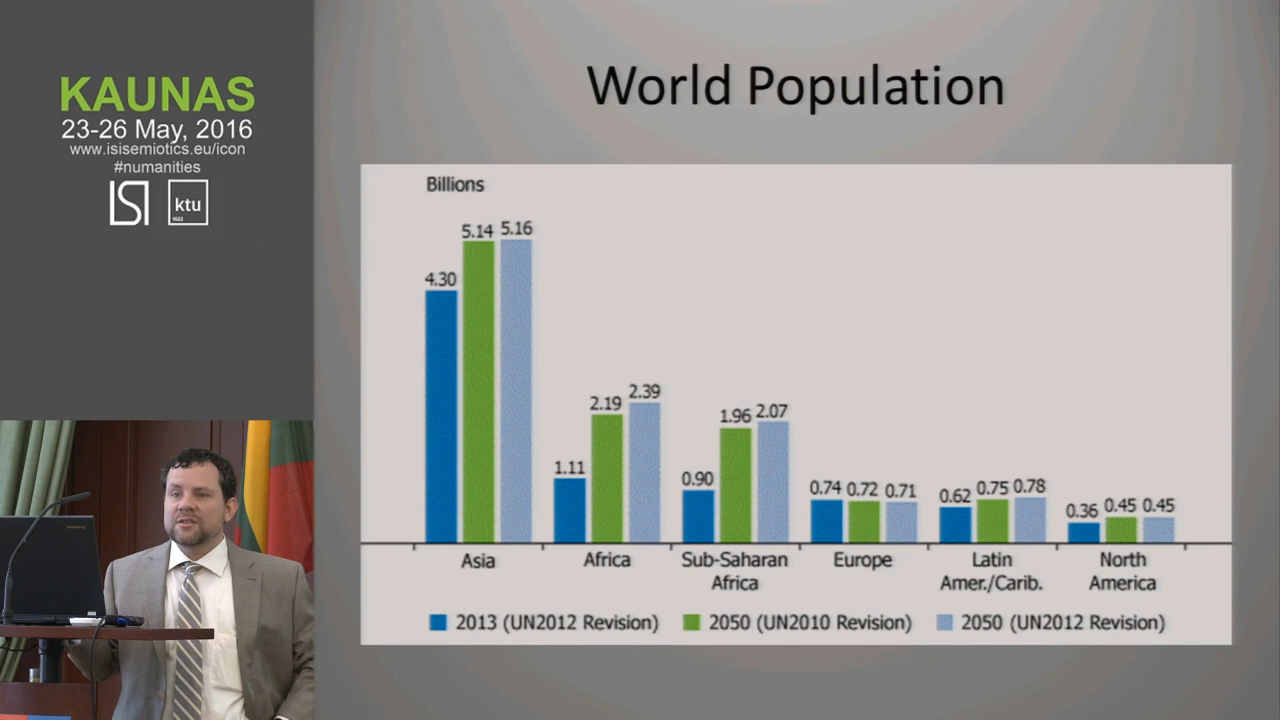 KAUNAS
23-26 May, 2016
www.isisemiotics.eu/icon
#numanities
ISI
ktu
1922
World Population
Billions
4.30 5.14 5.16
1.11 2.19 2.39
0.90 1.96 2.07
0.74 0.72 0.71
0.62 0.75 0.78
0.36 0.45 0.45
Asia
Africa
Sub-Saharan
Africa
Europe
Latin
Amer./Carib.
North
America
2013 (UN2012 Revision) 2050 (UN2010 Revision) 2050 (UN2012 Revision)